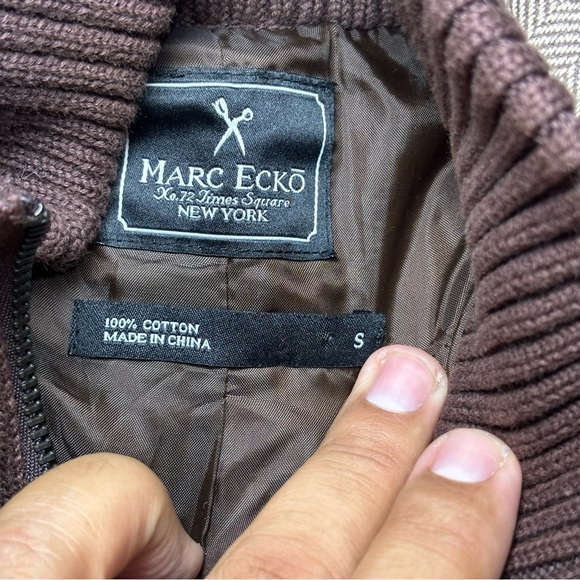 MARC ECKŌ
No.72 Times Square
NEW YORK
100% COTTON
MADE IN CHINA
S